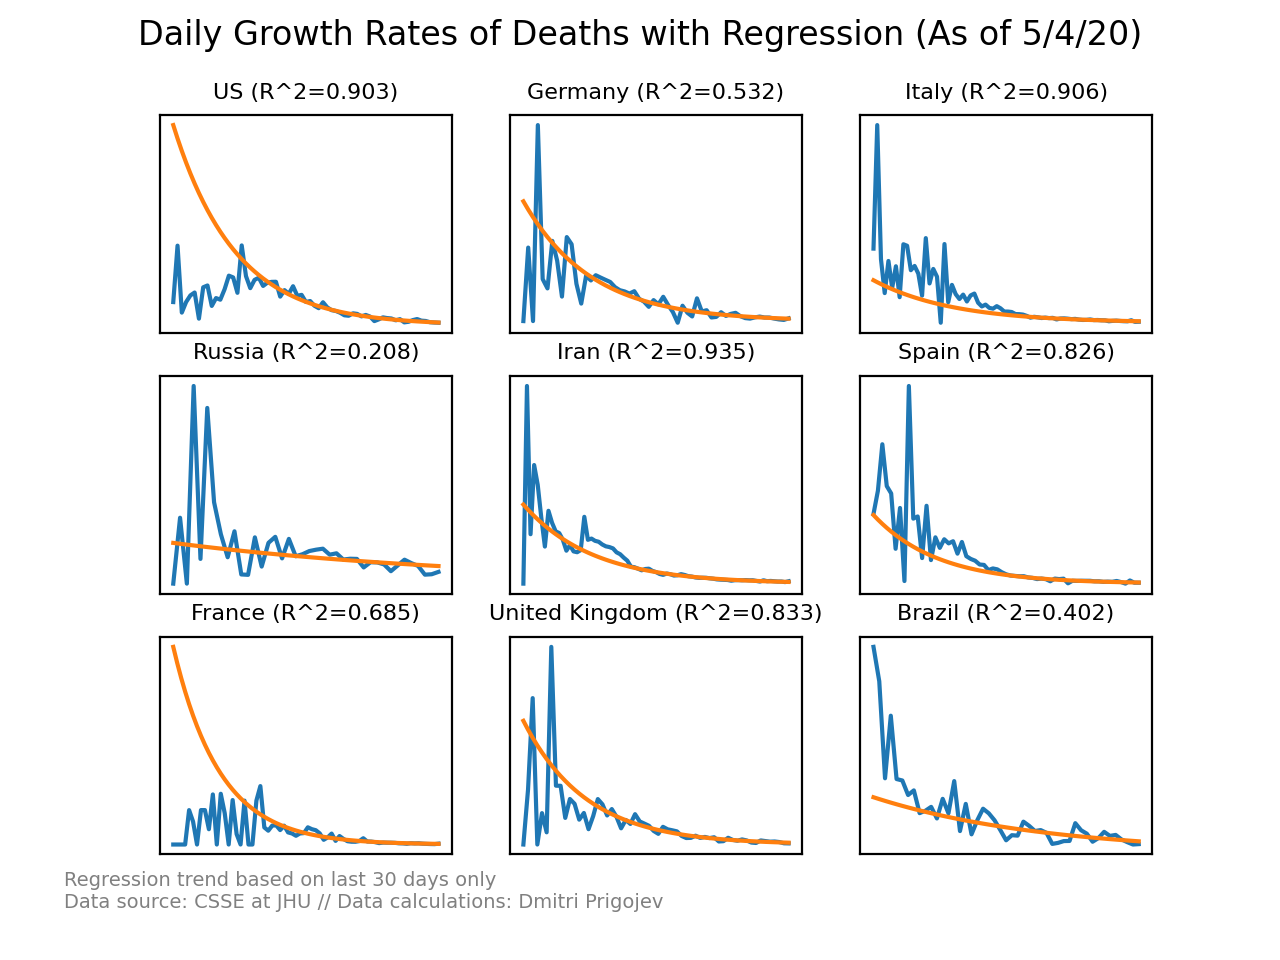 Daily Growth Rates of Deaths with Regression (As of 5/4/20)
US (R^2=0.903)
Germany (R^2=0.532)
Italy (R^2=0.906)
Russia (R^2=0.208)
Iran (R^2=0.935)
Spain (R^2=0.826)
France (R^2=0.685)
United Kingdom (R^2=0.833)
Brazil (R^2=0.402)
Regression trend based on last 30 days only
Data source: CSSE at JHU // Data calculations: Dmitri Prigojev